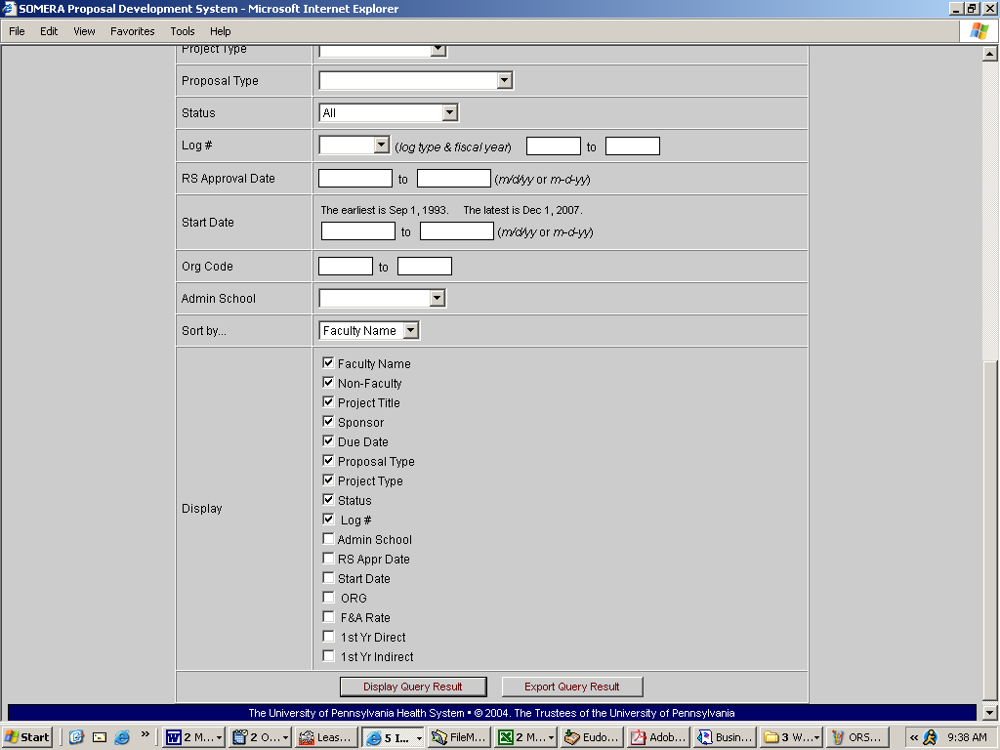 SOMERA Proposal Development System - Microsoft Internet Explorer
File Edit View Favorites Tools Help
Project Type
Proposal Type
Status All
Log # (log type & fiscal year) to
RS Approval Date to (m/d/yy or m-d-yy)
The earliest is Sep 1, 1993. The latest is Dec 1, 2007.
Start Date to (m/d/yy or m-d-yy)
Org Code to
Admin School
Sort by... Faculty Name
Display
Faculty Name
Non-Faculty
Project Title
Sponsor
Due Date
Proposal Type
Project Type
Status
Log #
Admin School
RS Appr Date
Start Date
ORG
F&A Rate
1st Yr Direct
1st Yr Indirect
Display Query Result Export Query Result
The University of Pennsylvania Health System • © 2004. The Trustees of the University of Pennsylvania
Start » 2 M... 2 O... Leas... 5 I... FileM... 2 M... Eudo... Adob... Busin... 3 W... ORS... « 9:38 AM